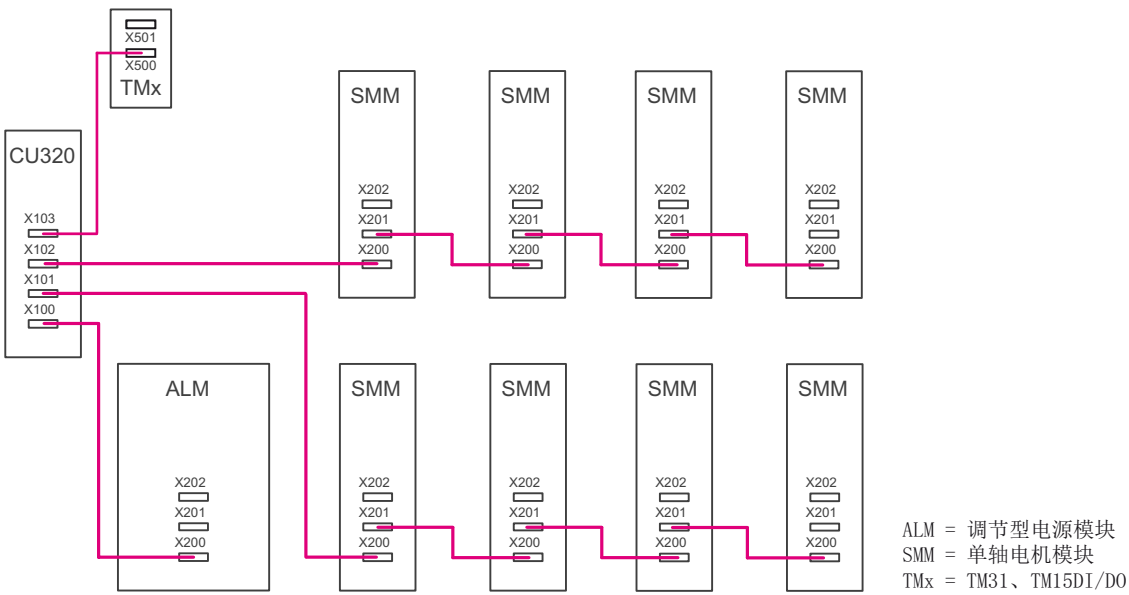 X501
X500
TMx
CU320
X103
X102
X101
X100
SMM
X202
X201
X200
SMM
X202
X201
X200
SMM
X202
X201
X200
SMM
X202
X201
X200
ALM
X202
X201
X200
SMM
X202
X201
X200
SMM
X202
X201
X200
SMM
X202
X201
X200
SMM
X202
X201
X200
ALM = 调节型电源模块
SMM = 单轴电机模块
TMx = TM31、TM15DI/DO